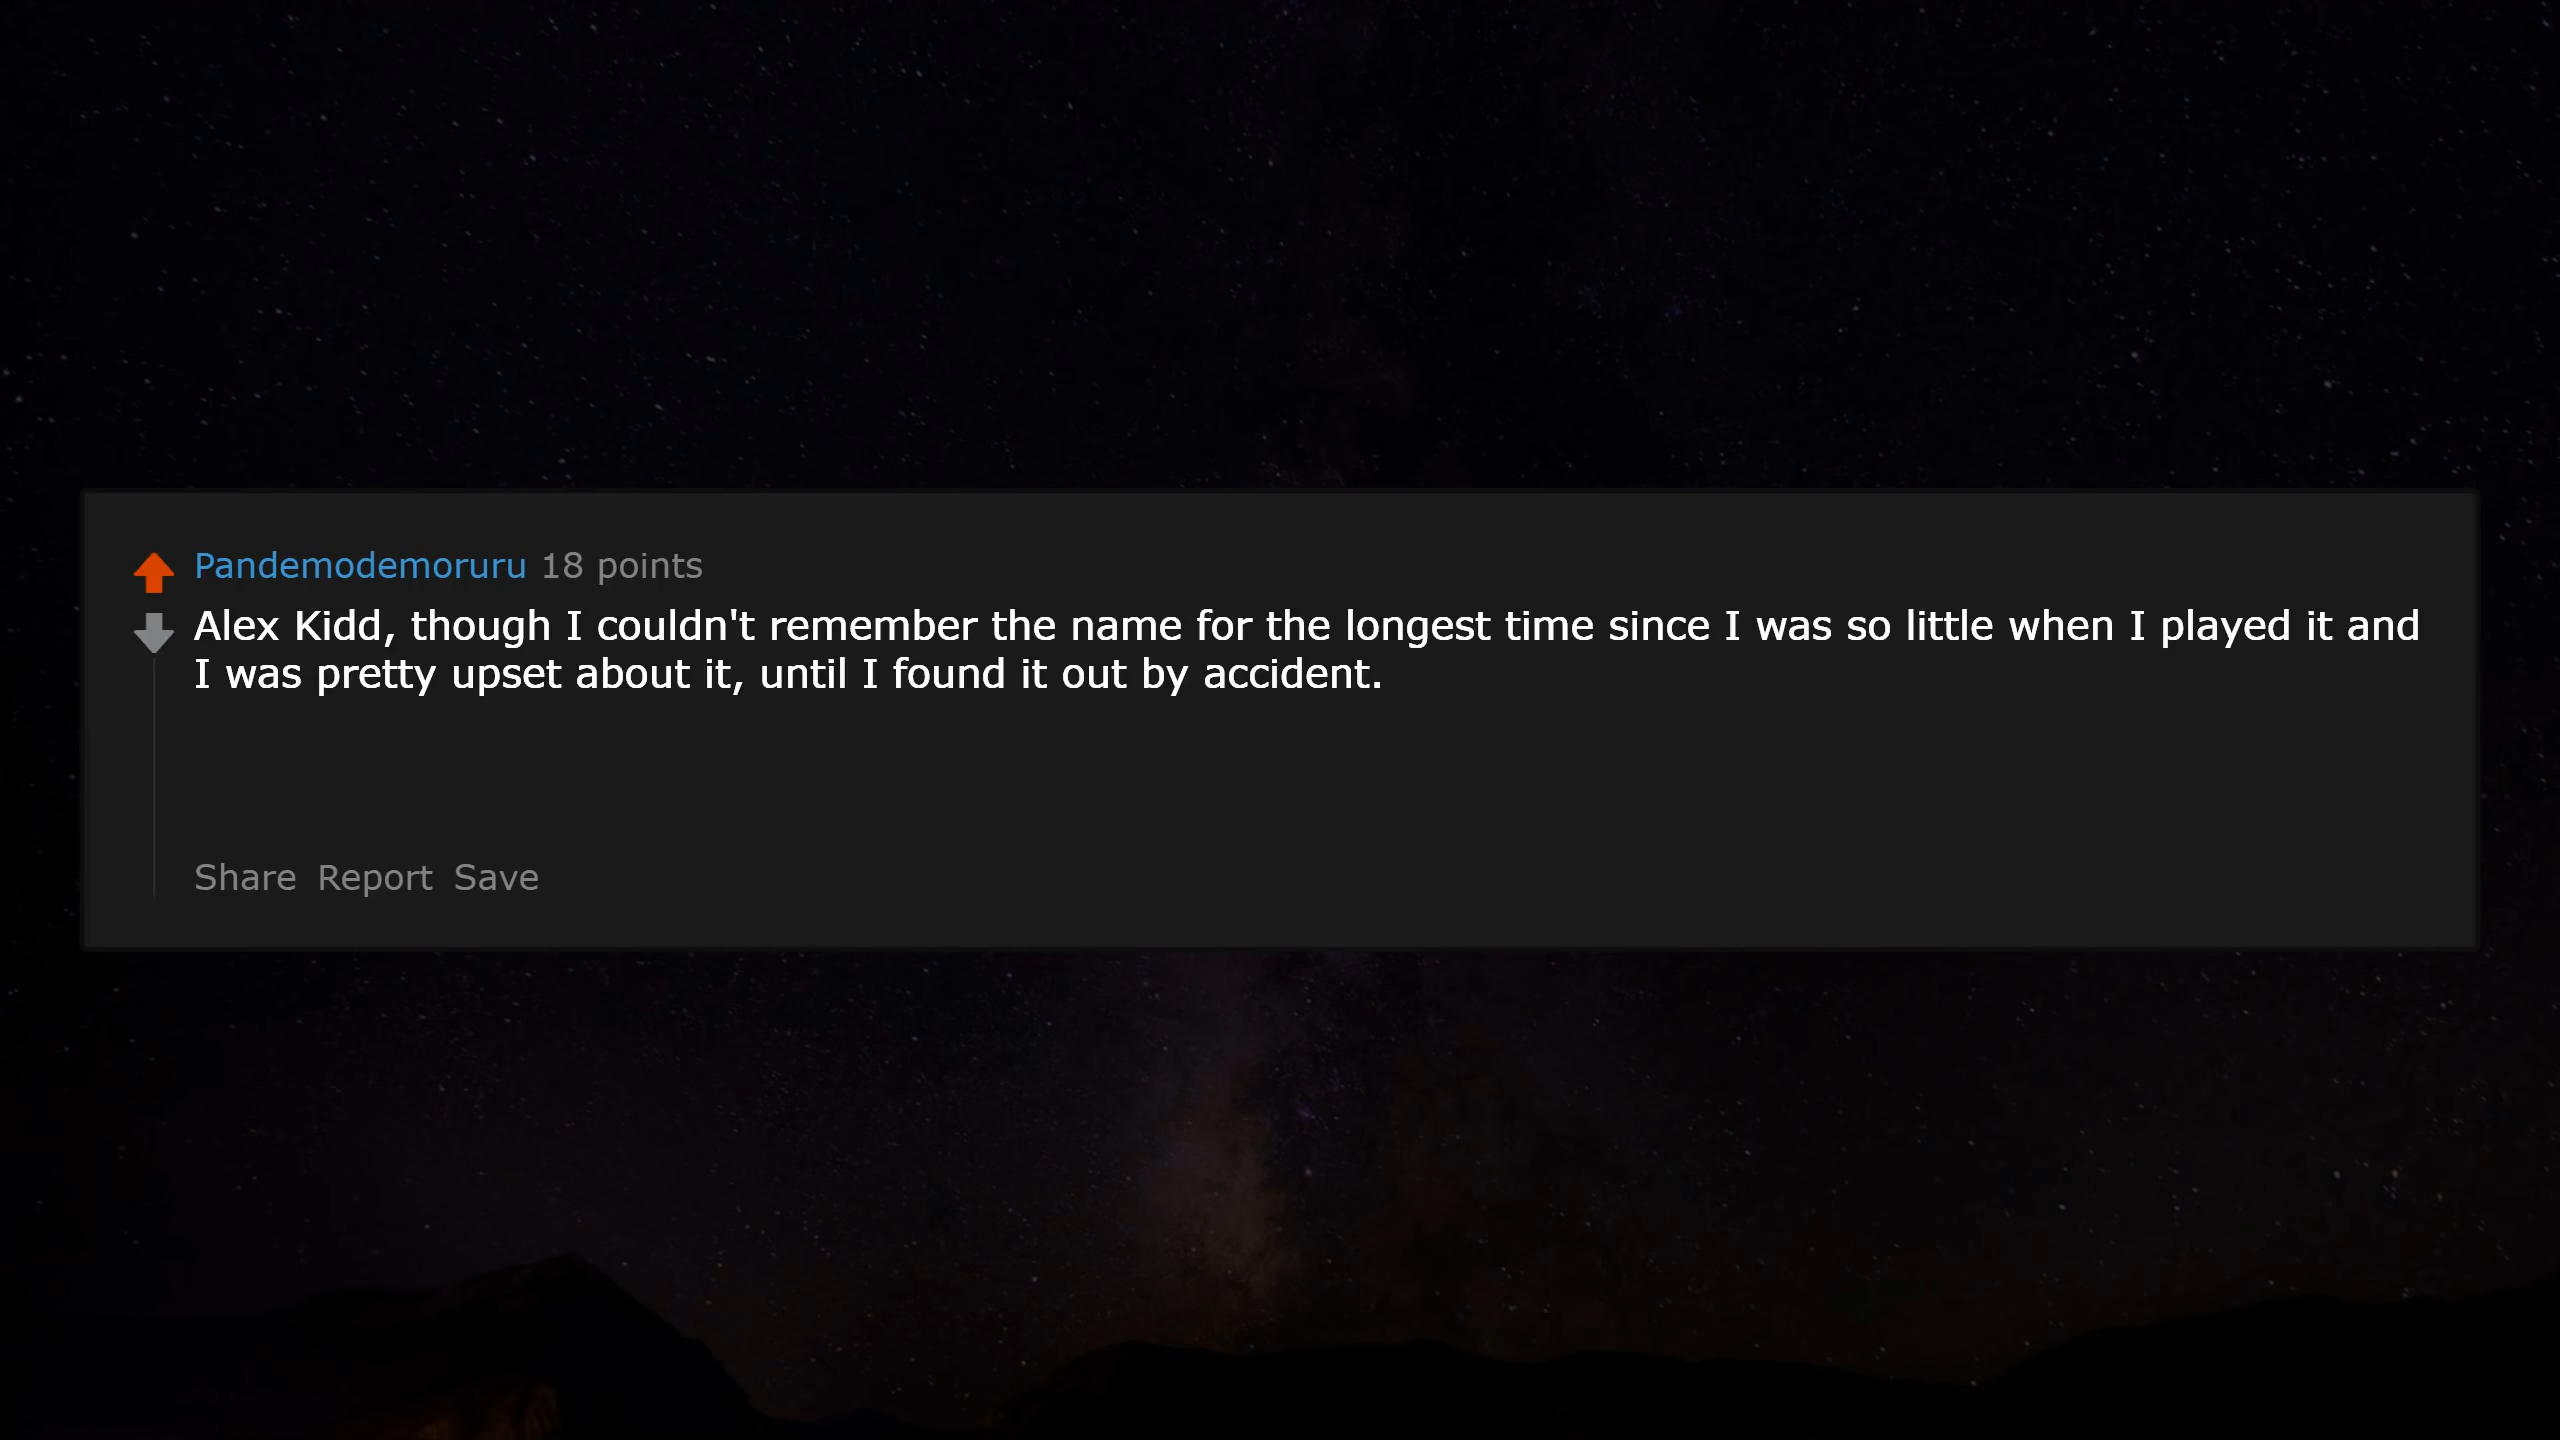 Pandemodemoruru 18 points
Alex Kidd, though I couldn't remember the name for the longest time since I was so little when I played it and
I was pretty upset about it, until I found it out by accident.
Share Report Save